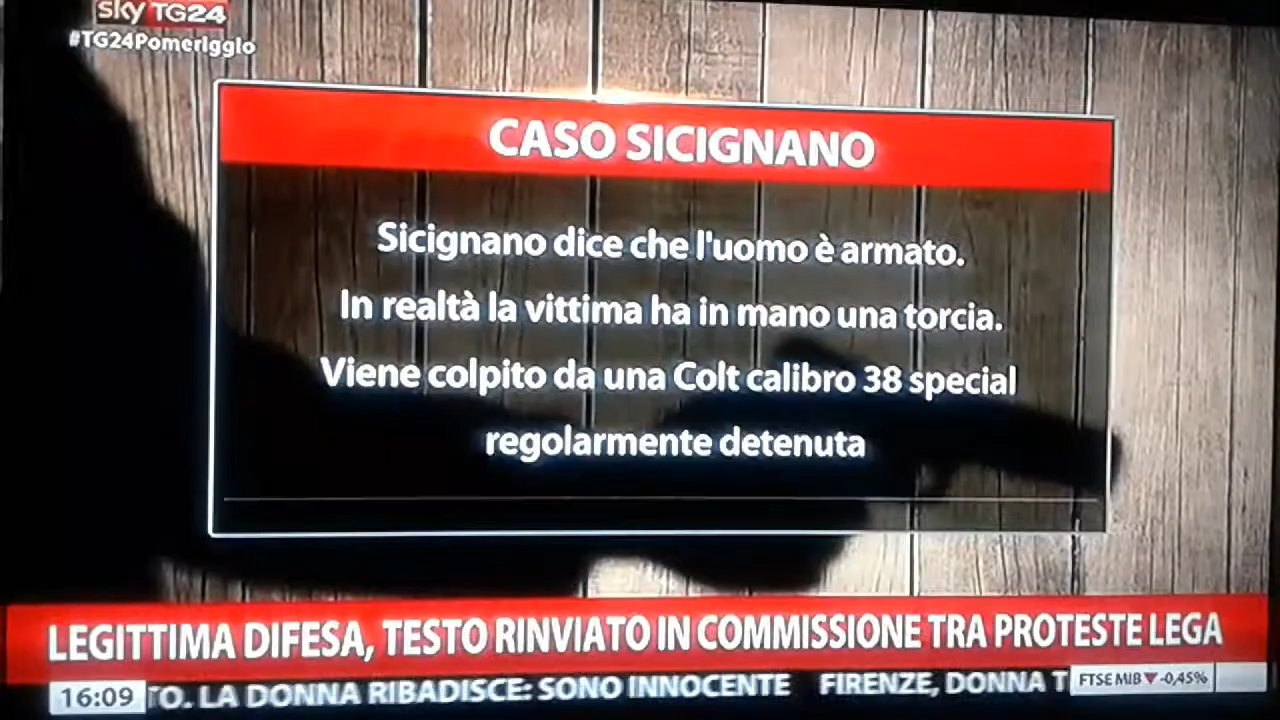 sky TG24
#TG24Pomeriggio
CASO SICIGNANO
Sicignano dice che l'uomo è armato.
In realtà la vittima ha in mano una torcia.
Viene colpito da una Colt calibro 38 special
regolarmente detenuta
LEGITTIMA DIFESA, TESTO RINVIATO IN COMMISSIONE TRA PROTESTE LEGA
16:09 TO. LA DONNA RIBADISCE: SONO INNOCENTE FIRENZE, DONNA T FTSE MIB ▼ -0,45%